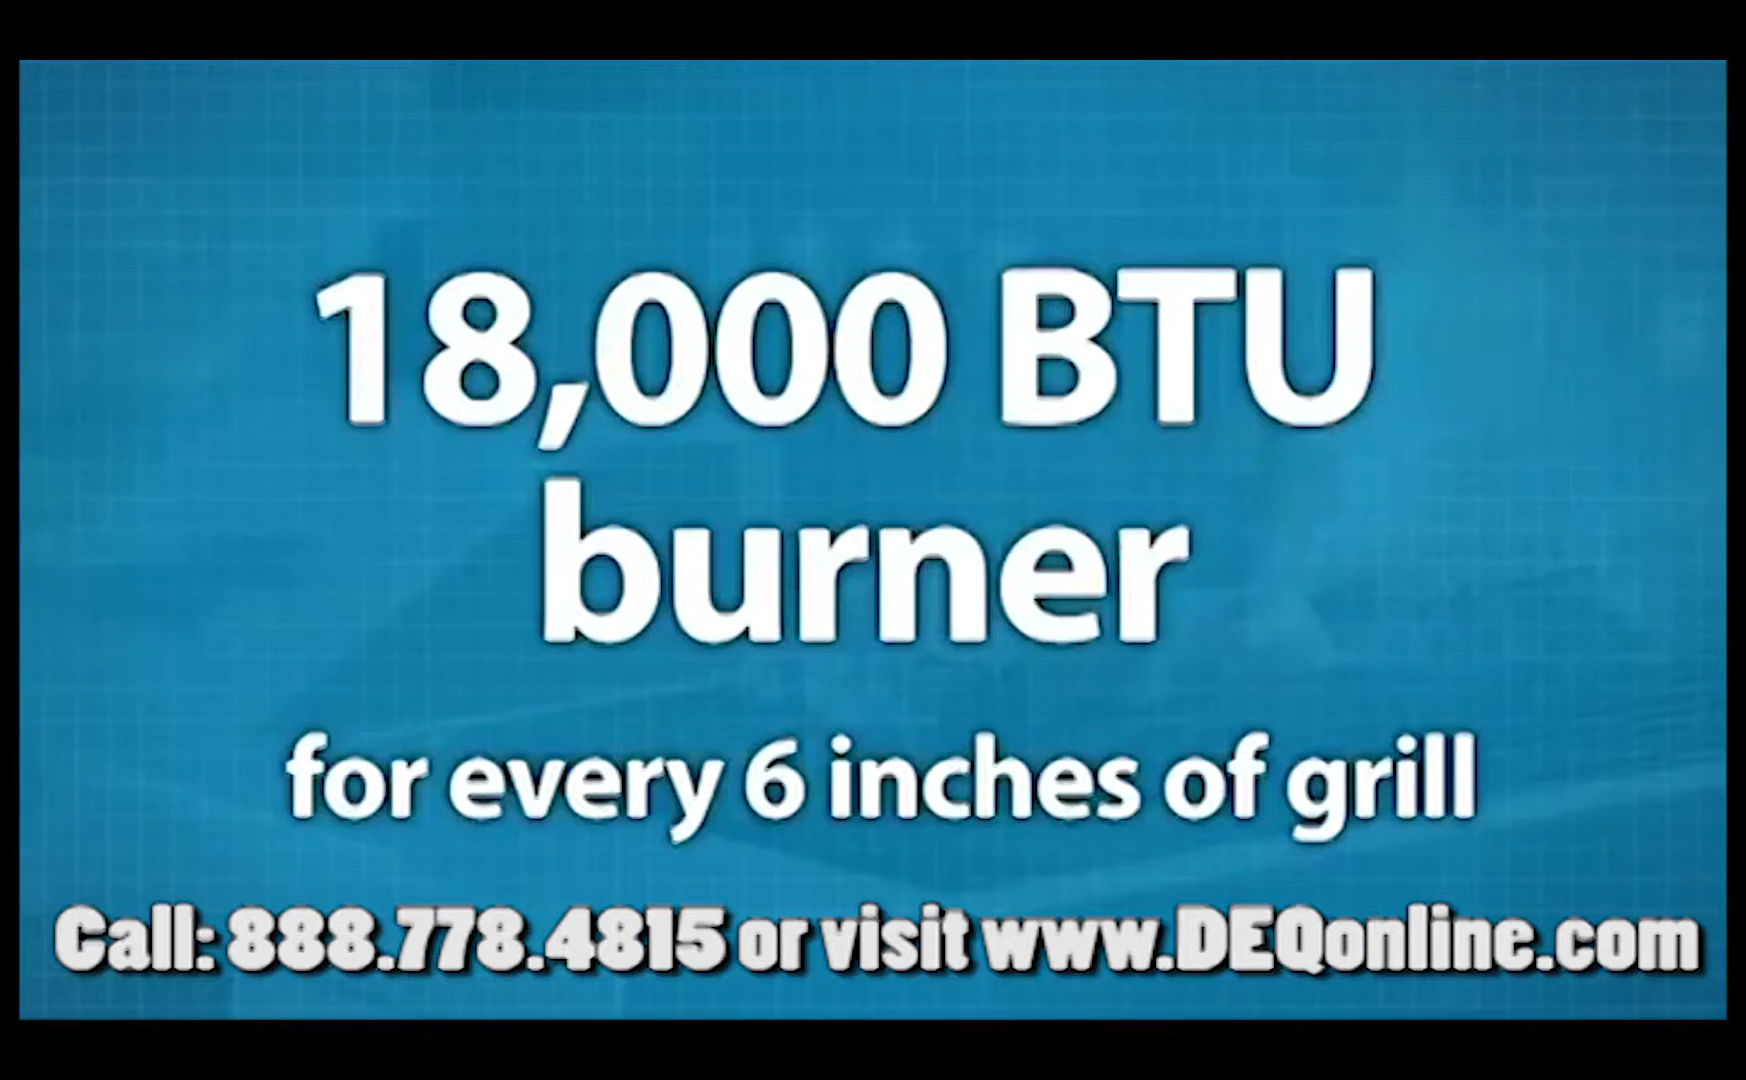 18,000 BTU
burner
for every 6 inches of grill
Call: 888.778.4815 or visit www.DEQonline.com